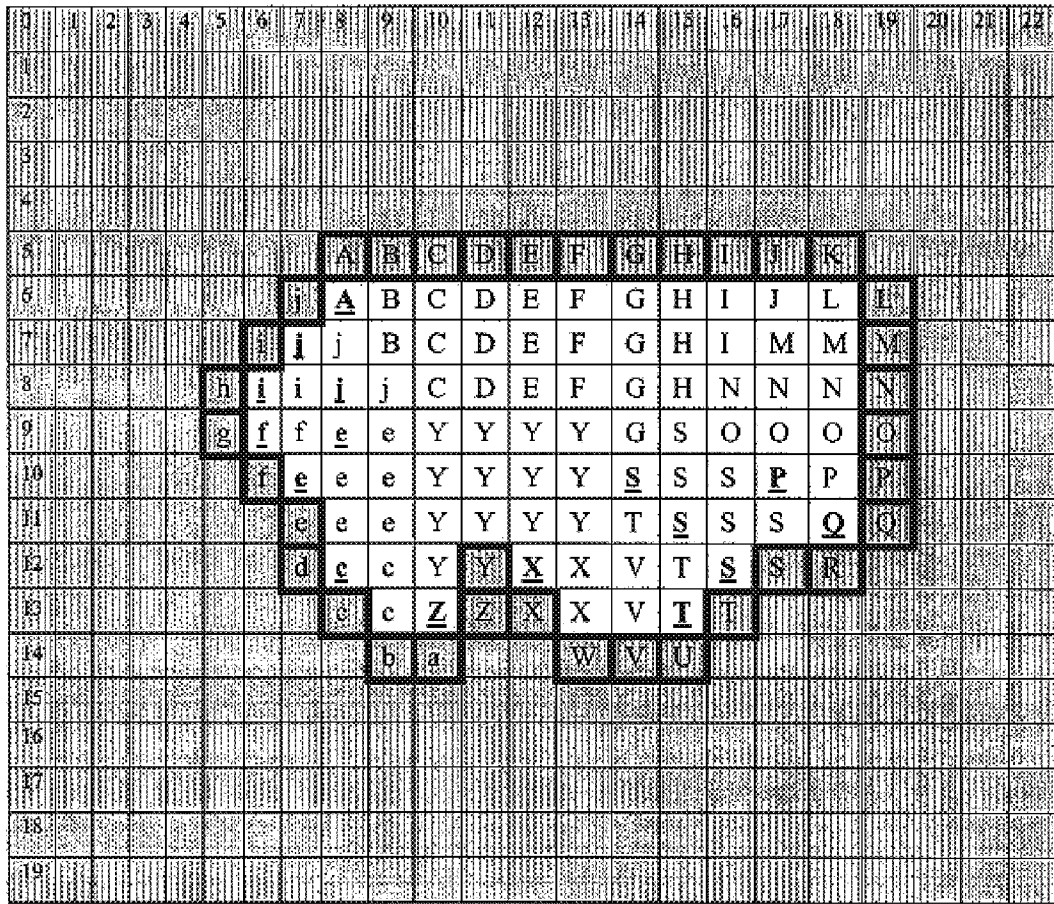 0 1 2 3 4 5 6 7 8 9 10 11 12 13 14 15 16 17 18 19 20 21 22
1
2
3
4
5 A B C D E F G H I J K
6 j A B C D E F G H I J L L
7 i j j B C D E F G H I M M M
8 h i i j j C D E F G H N N N N
9 g f f e e Y Y Y Y G S O O O O
10 f e e e Y Y Y Y S S S P P P
11 e e e Y Y Y Y T S S S Q Q
12 d c Y Y X X V T S S R
13 c c Z Z X X V T T
14 b a W V U
15
16
17
18
19